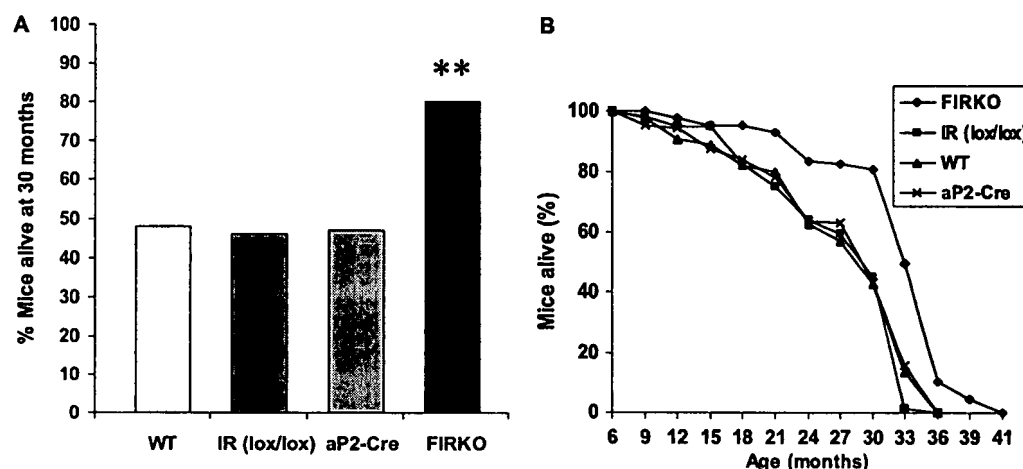 A
% Mice alive at 30 months
100
90
80
70
60
50
40
30
20
10
0
**
WT IR (lox/lox) aP2-Cre FIRKO
B
Mice alive (%)
100
80
60
40
20
0
6 9 12 15 18 21 24 27 30 33 36 39 41
Age (months)
FIRKO
IR (lox/lox)
WT
aP2-Cre